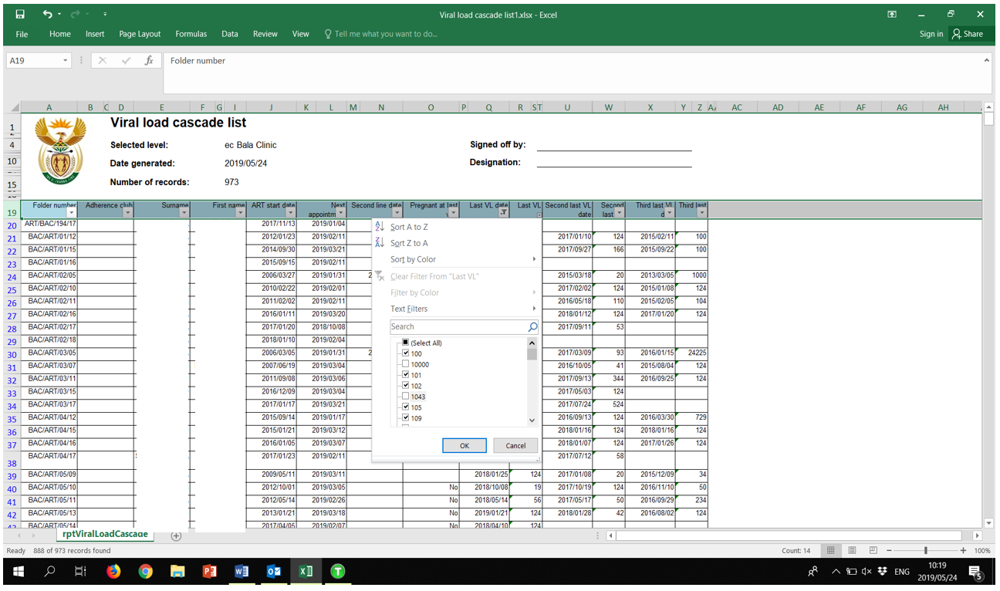 Viral load cascade list1.xlsx - Excel
File Home Insert Page Layout Formulas Data Review View Tell me what you want to do... Sign in Share
A19 fx Folder number
A B C D E F G I J K L M N O P Q R S T U W X Y Z AA AC AD AE AF AG AH
1 Viral load cascade list
4 Selected level: ec Bala Clinic Signed off by:
10 Date generated: 2019/05/24 Designation:
15 Number of records: 973
19 Folder number Adherence club Surname First name ART start date Next appointm Second line date Pregnant at last Last VL date Last VL Second last VL date Second last Third last VL d Third last
20 ART/BAC/194/17 2017/11/13 2019/01/04
21 BAC/ART/01/12 2012/01/23 2019/02/11 2017/01/10 124 2015/02/11 100
22 BAC/ART/01/15 2014/09/30 2019/03/21 2017/09/27 166 2015/09/22 100
23 BAC/ART/01/16 2015/09/15 2019/02/11
24 BAC/ART/02/05 2006/03/27 2019/01/31 2 2015/03/18 20 2013/03/05 1000
25 BAC/ART/02/10 2010/02/22 2019/02/01 2017/02/02 124 2015/01/08 124
26 BAC/ART/02/11 2011/02/02 2019/02/11 2016/05/18 110 2015/02/05 104
27 BAC/ART/02/16 2016/01/11 2019/03/20 2018/01/12 124 2017/01/20 124
28 BAC/ART/02/17 2017/01/20 2018/10/08 2017/09/11 53
29 BAC/ART/02/18 2018/01/10 2019/02/04
30 BAC/ART/03/05 2006/03/05 2019/01/31 2 2017/03/09 93 2016/01/15 24225
31 BAC/ART/03/07 2007/06/19 2019/03/04 2016/10/05 41 2015/08/04 124
32 BAC/ART/03/11 2011/09/08 2019/03/06 2017/09/13 344 2016/09/25 124
33 BAC/ART/03/15 2016/12/09 2019/03/04 2017/05/03 124
34 BAC/ART/03/17 2017/01/17 2019/03/21 2017/07/24 524
35 BAC/ART/04/12 2015/09/14 2019/01/17 2016/09/13 124 2016/03/30 729
36 BAC/ART/04/15 2015/01/21 2019/03/12 2018/01/16 124 2018/01/16 124
37 BAC/ART/04/16 2016/01/05 2019/03/07 2018/01/07 124 2017/01/26 124
38 BAC/ART/04/17 2017/01/23 2019/02/11 2017/07/12 58
39 BAC/ART/05/09 2009/05/11 2019/03/11 2018/01/25 124 2017/01/08 20 2015/12/09 34
40 BAC/ART/05/10 2012/10/01 2019/03/05 No 2018/10/08 19 2017/10/19 124 2016/11/10 50
41 BAC/ART/05/11 2012/05/14 2019/02/26 No 2018/05/14 56 2017/05/17 50 2016/09/29 234
42 BAC/ART/05/13 2013/01/21 2019/03/18 No 2019/01/21 124 2018/01/28 42 2016/08/02 124
BAC/ART/05/14 2017/04/05 2019/02/07 No 2018/04/10 124
Sort A to Z
Sort Z to A
Sort by Color
Clear Filter From "Last VL"
Filter by Color
Text Filters
Search
(Select All)
100
10000
101
102
1043
105
109
OK Cancel
rptViralLoadCascade
Ready 888 of 973 records found Count: 14 100%
ENG 10:19
2019/05/24 5